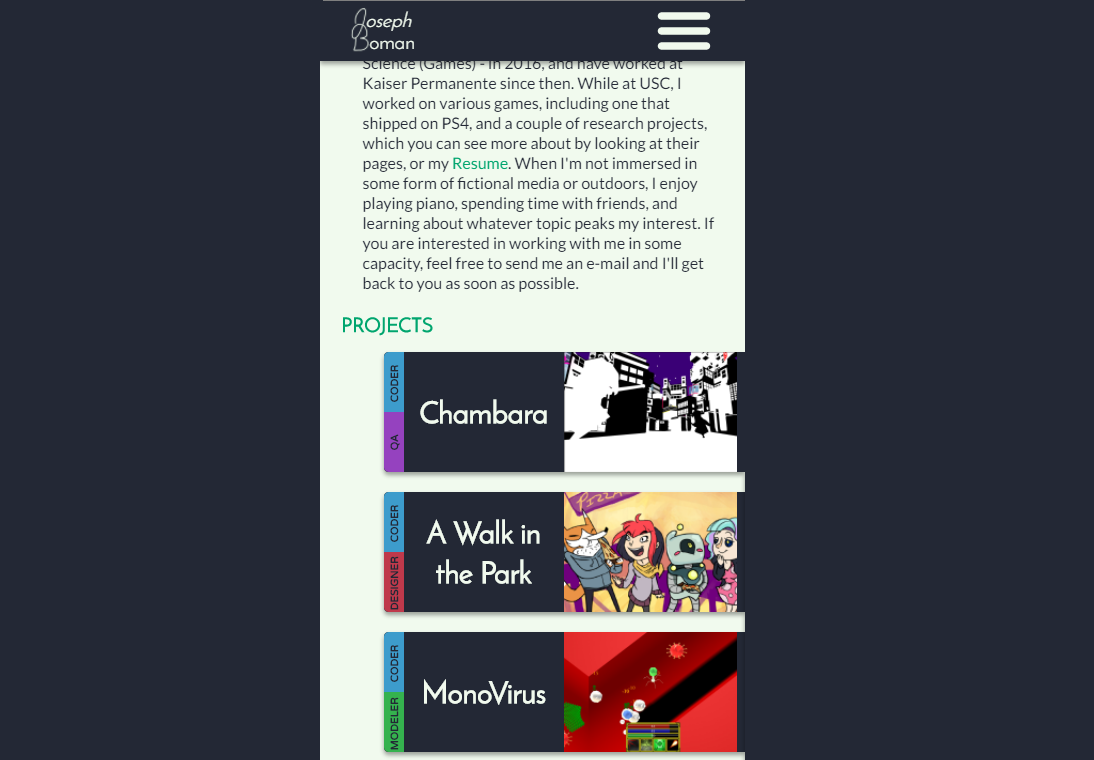 Joseph
Boman
Science (Games) - in 2016, and have worked at
Kaiser Permanente since then. While at USC, I
worked on various games, including one that
shipped on PS4, and a couple of research projects,
which you can see more about by looking at their
pages, or my Resume. When I'm not immersed in
some form of fictional media or outdoors, I enjoy
playing piano, spending time with friends, and
learning about whatever topic peaks my interest. If
you are interested in working with me in some
capacity, feel free to send me an e-mail and I'll get
back to you as soon as possible.
PROJECTS
CODER
QA
Chambara
CODER
DESIGNER
A Walk in
the Park
PIZZA
CODER
MODELER
MonoVirus